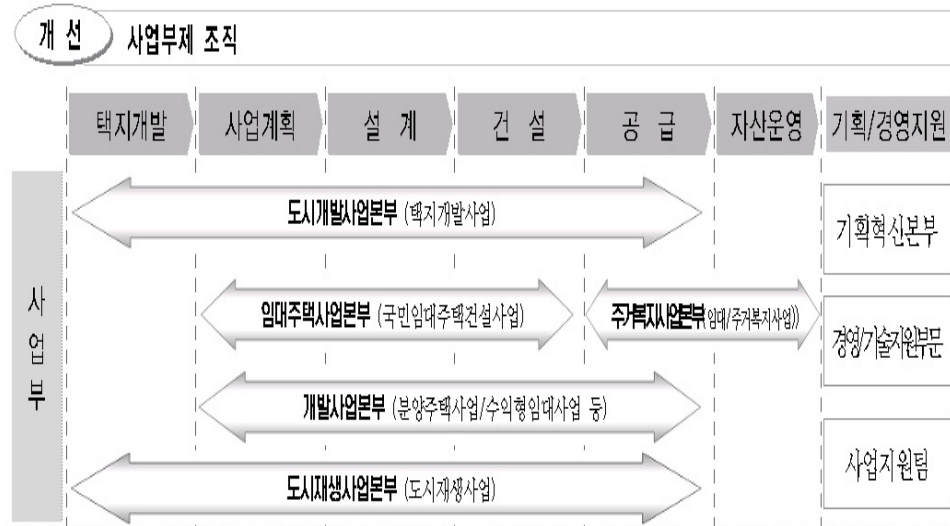 개 선 사업부제 조직
택지개발 사업계획 설 계 건 설 공 급 자산운영 기획/경영지원
사업부
도시개발사업본부 (택지개발사업)
기획혁신본부
임대주택사업본부 (국민임대주택건설사업)
주거복지사업본부(임대/주거복지사업))
경영/기술지원부문
개발사업본부 (분양주택사업/수익형임대사업 등)
사업지원팀
도시재생사업본부 (도시재생사업)